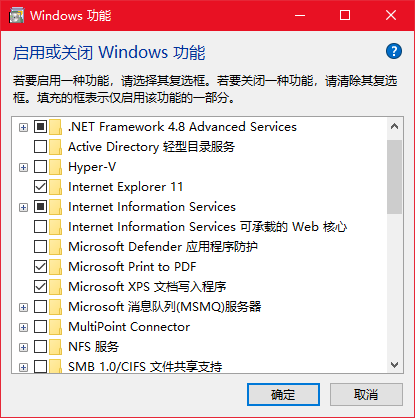 Windows 功能
启用或关闭 Windows 功能
?
若要启用一种功能，请选择其复选框。若要关闭一种功能，请清除其复选
框。填充的框表示仅启用该功能的一部分。
.NET Framework 4.8 Advanced Services
Active Directory 轻型目录服务
Hyper-V
Internet Explorer 11
Internet Information Services
Internet Information Services 可承载的 Web 核心
Microsoft Defender 应用程序防护
Microsoft Print to PDF
Microsoft XPS 文档写入程序
Microsoft 消息队列(MSMQ)服务器
MultiPoint Connector
NFS 服务
SMB 1.0/CIFS 文件共享支持
确定
取消